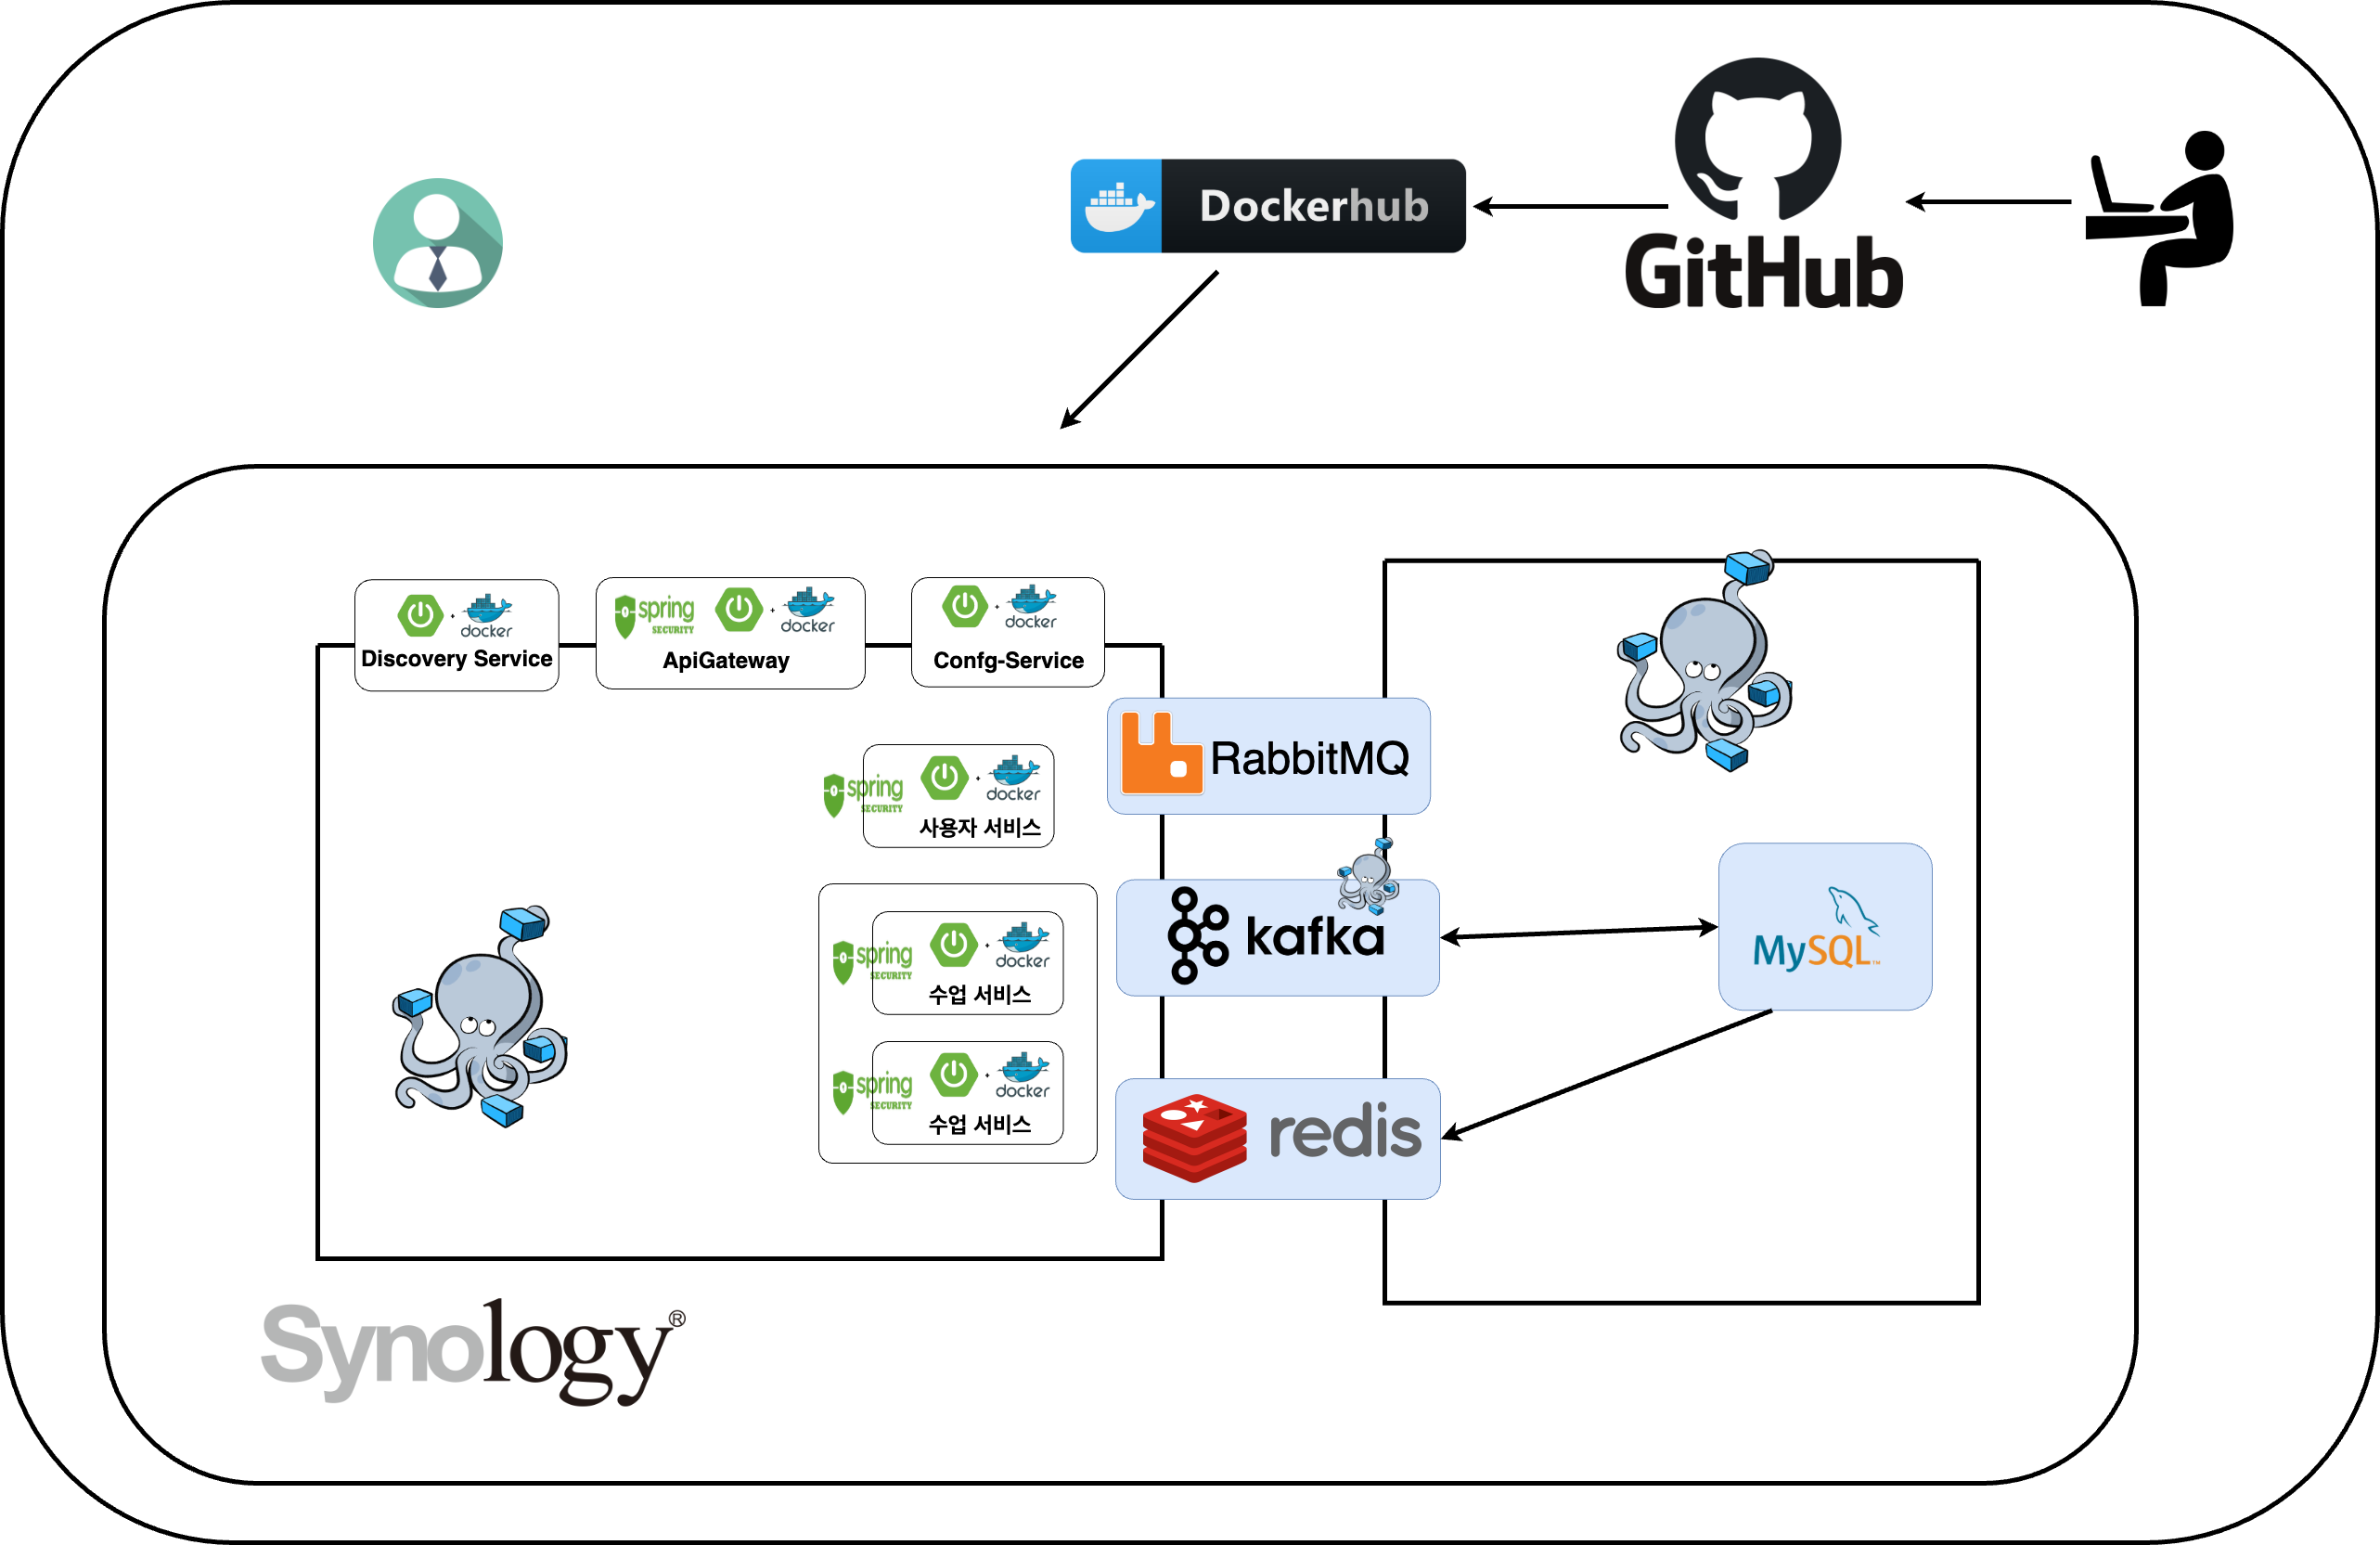 Dockerhub
GitHub
docker
Discovery Service
spring
SECURITY
docker
ApiGateway
docker
Confg-Service
RabbitMQ
spring
SECURITY
docker
사용자 서비스
kafka
spring
SECURITY
docker
수업 서비스
MySQL™
spring
SECURITY
docker
수업 서비스
redis
Synology®